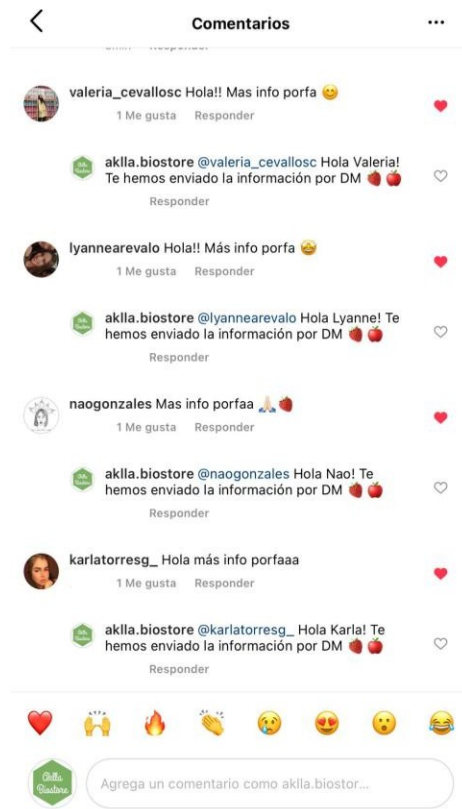 Comentarios
Responder
valeria_cevallosc Hola!! Mas info porfa 😊
1 Me gusta Responder
aklla.biostore @valeria_cevallosc Hola Valeria!
Te hemos enviado la información por DM 🍓🍎
Responder
lyannearevalo Hola!! Más info porfa 🤩
1 Me gusta Responder
aklla.biostore @lyannearevalo Hola Lyanne! Te
hemos enviado la información por DM 🍓🍎
Responder
naogonzales Mas info porfaa 🙏🏻🍓
1 Me gusta Responder
aklla.biostore @naogonzales Hola Nao! Te
hemos enviado la información por DM 🍓🍎
Responder
karlatorresg_ Hola más info porfaaa
1 Me gusta Responder
aklla.biostore @karlatorresg_ Hola Karla! Te
hemos enviado la información por DM 🍓🍎
Responder
Aklla
Biostore
Agrega un comentario como aklla.biostor...